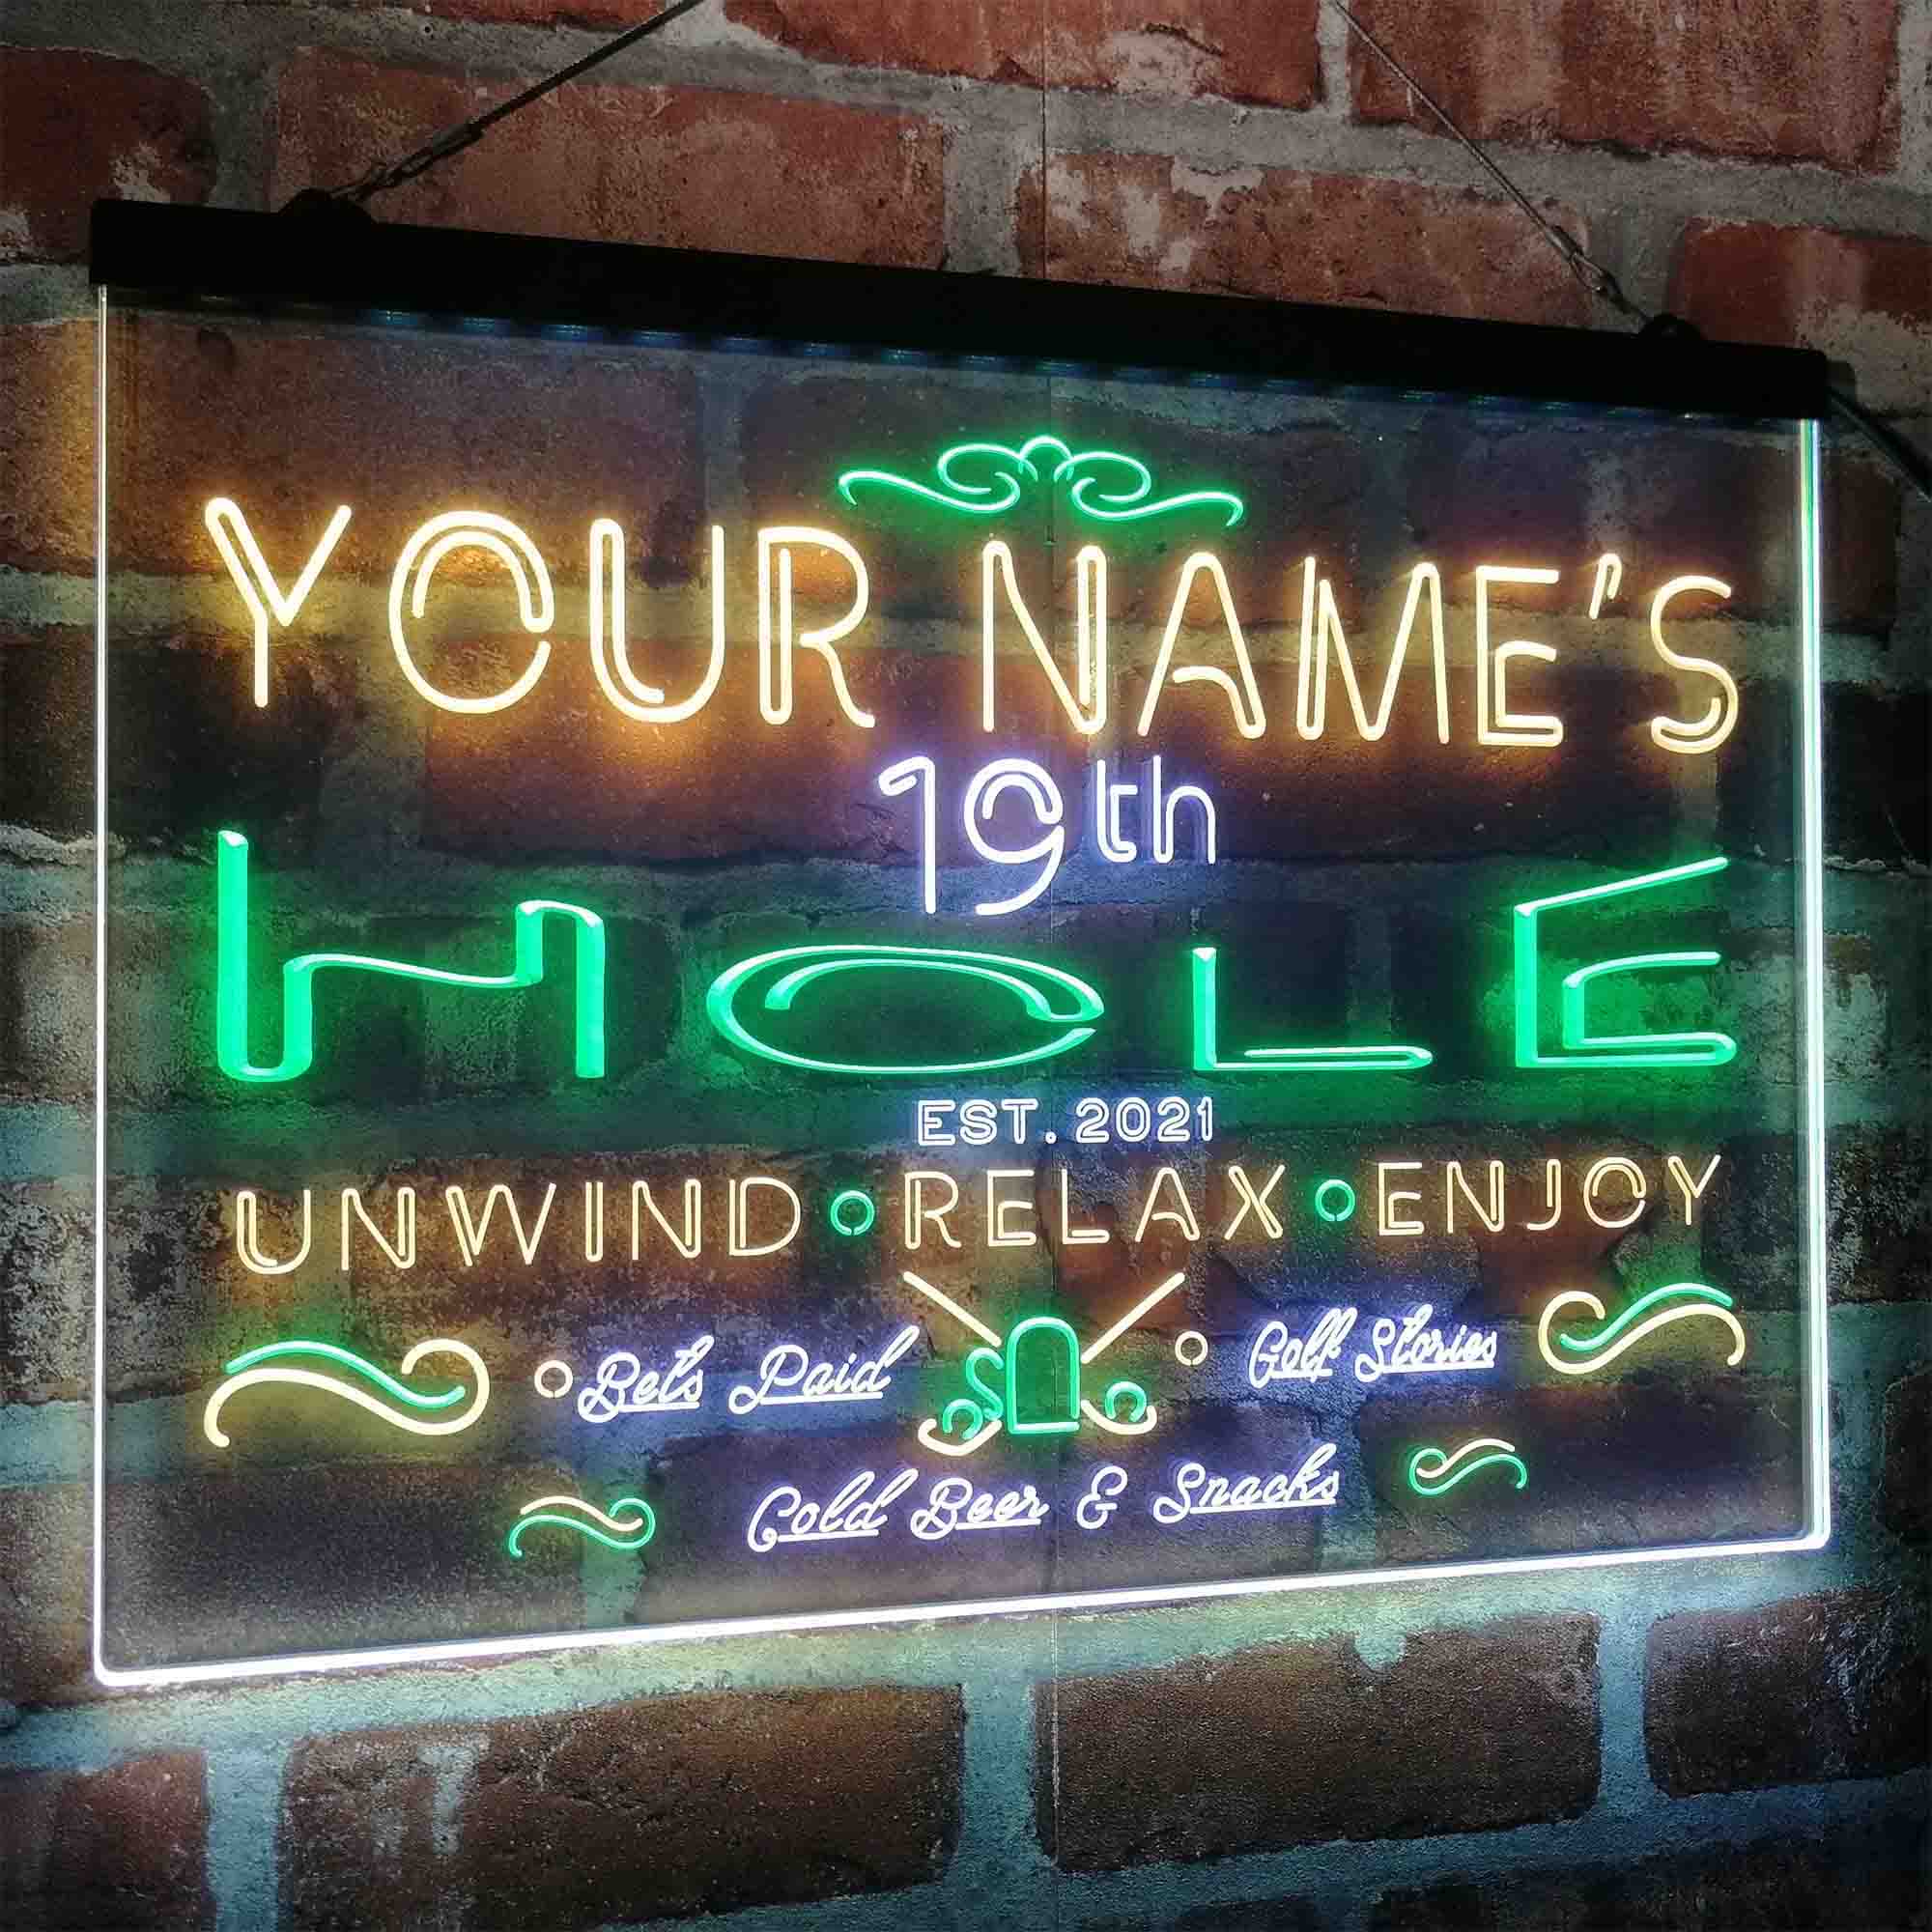 YOUR NAME'S
19th
HOLE
EST. 2021
UNWIND • RELAX • ENJOY
Bets Paid Golf Stories
Cold Beer & Snacks